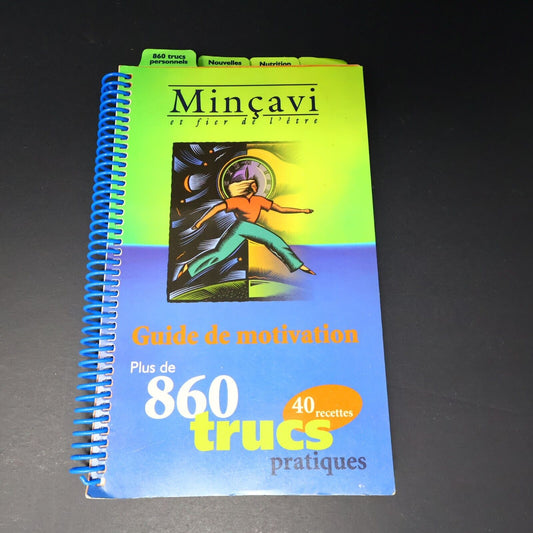 860 trucs
personnels
Nouvelles
Nutrition
Minçavi
et fier de l'être
Guide de motivation
Plus de
860
40 recettes
trucs
pratiques